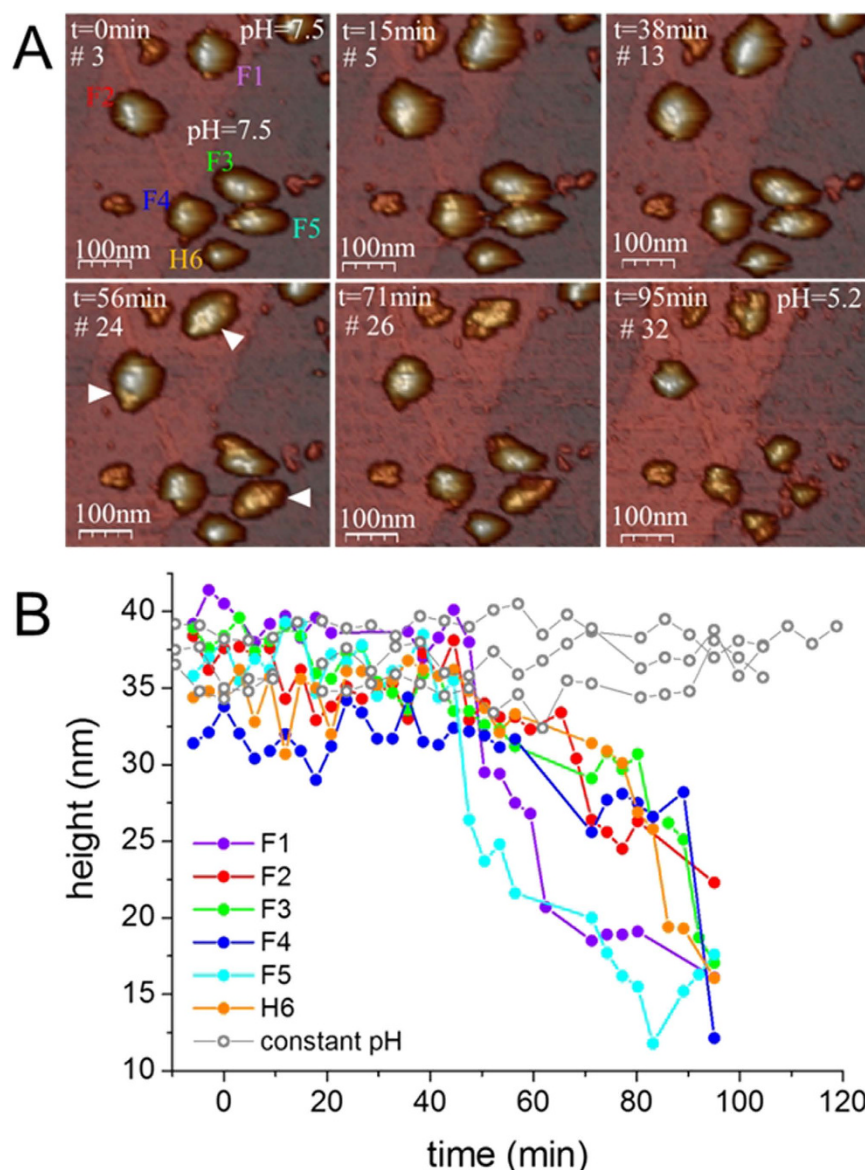 A
t=0min pH=7.5
# 3
F1
F2
pH=7.5
F3
F4
F5
H6
100nm
t=15min
# 5
100nm
t=38min
# 13
100nm
t=56min
# 24
100nm
t=71min
# 26
100nm
t=95min pH=5.2
# 32
100nm
B
40
35
30
25
20
15
10
height (nm)
F1
F2
F3
F4
F5
H6
constant pH
0 20 40 60 80 100 120
time (min)